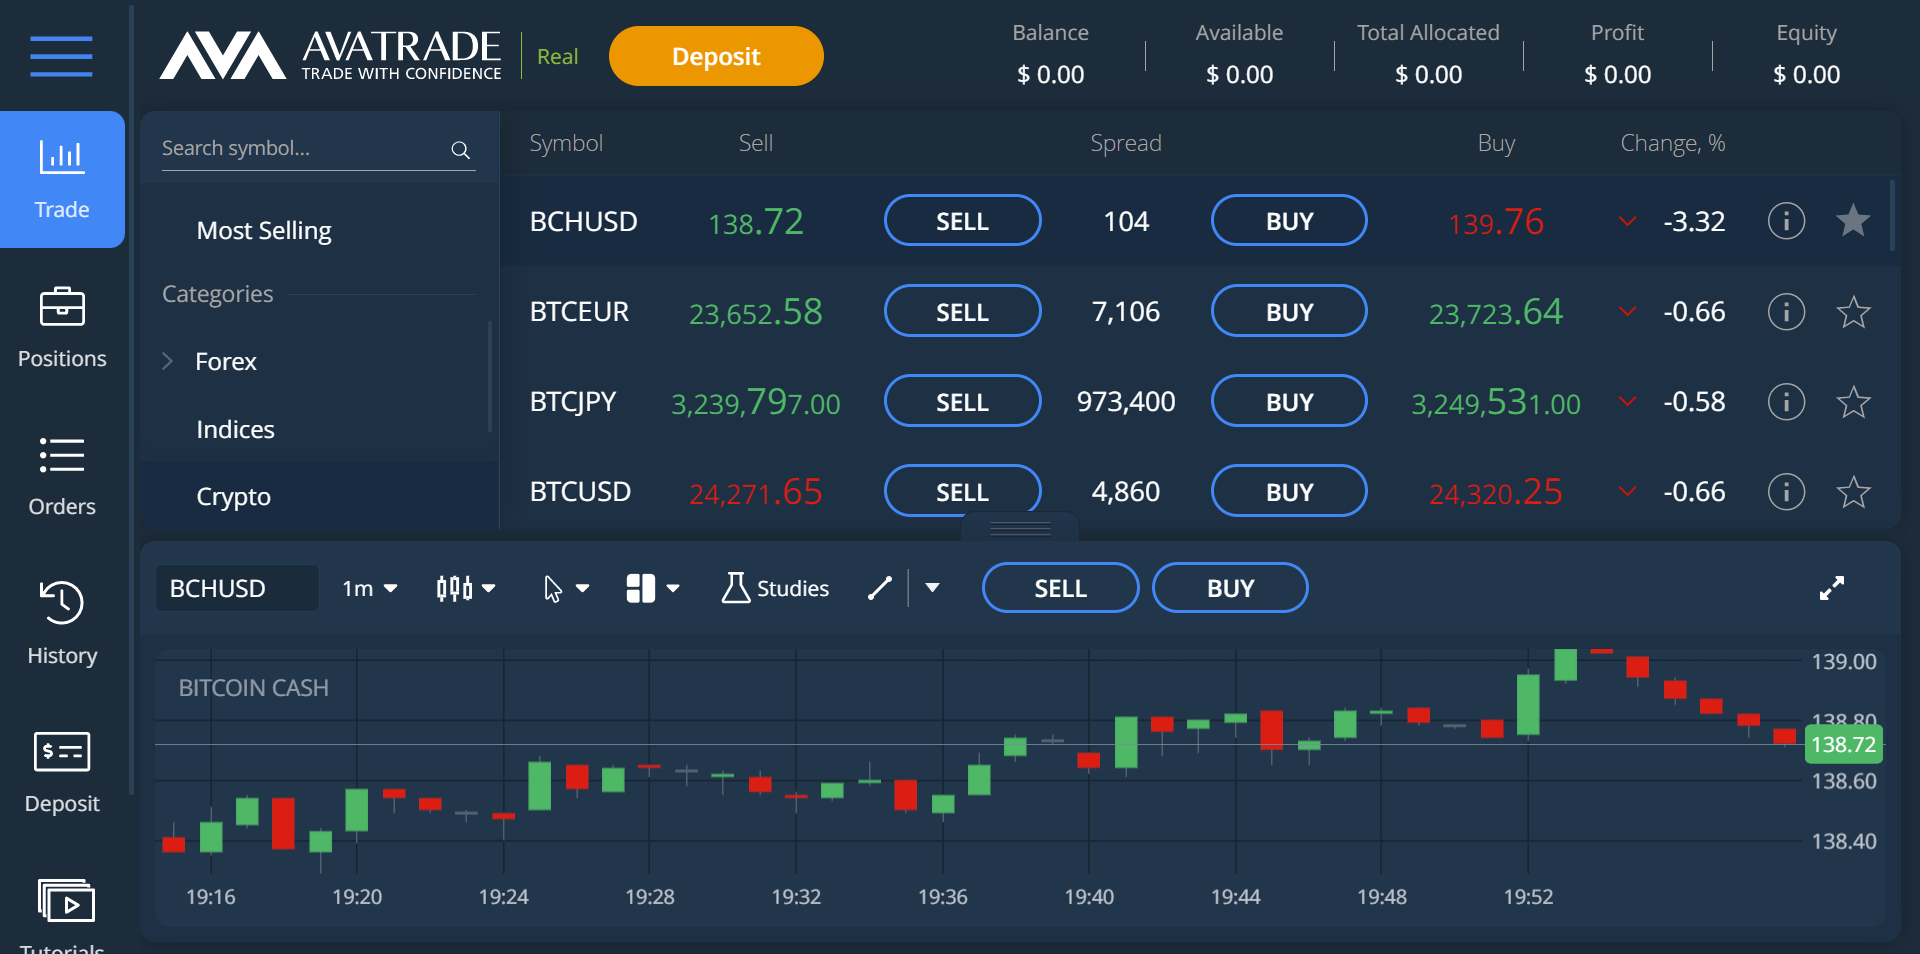 AVA AVATRADE
TRADE WITH CONFIDENCE
Real
Deposit
Balance
$ 0.00
Available
$ 0.00
Total Allocated
$ 0.00
Profit
$ 0.00
Equity
$ 0.00
Trade
Positions
Orders
History
$
Deposit
Tutorials
Search symbol...
Most Selling
Categories
Forex
Indices
Crypto
Symbol Sell Spread Buy Change, %
BCHUSD 138.72 SELL 104 BUY 139.76 -3.32 i
BTCEUR 23,652.58 SELL 7,106 BUY 23,723.64 -0.66 i
BTCJPY 3,239,797.00 SELL 973,400 BUY 3,249,531.00 -0.58 i
BTCUSD 24,271.65 SELL 4,860 BUY 24,320.25 -0.66 i
BCHUSD 1m Studies SELL BUY
BITCOIN CASH
139.00
138.80
138.72
138.60
138.40
19:16 19:20 19:24 19:28 19:32 19:36 19:40 19:44 19:48 19:52